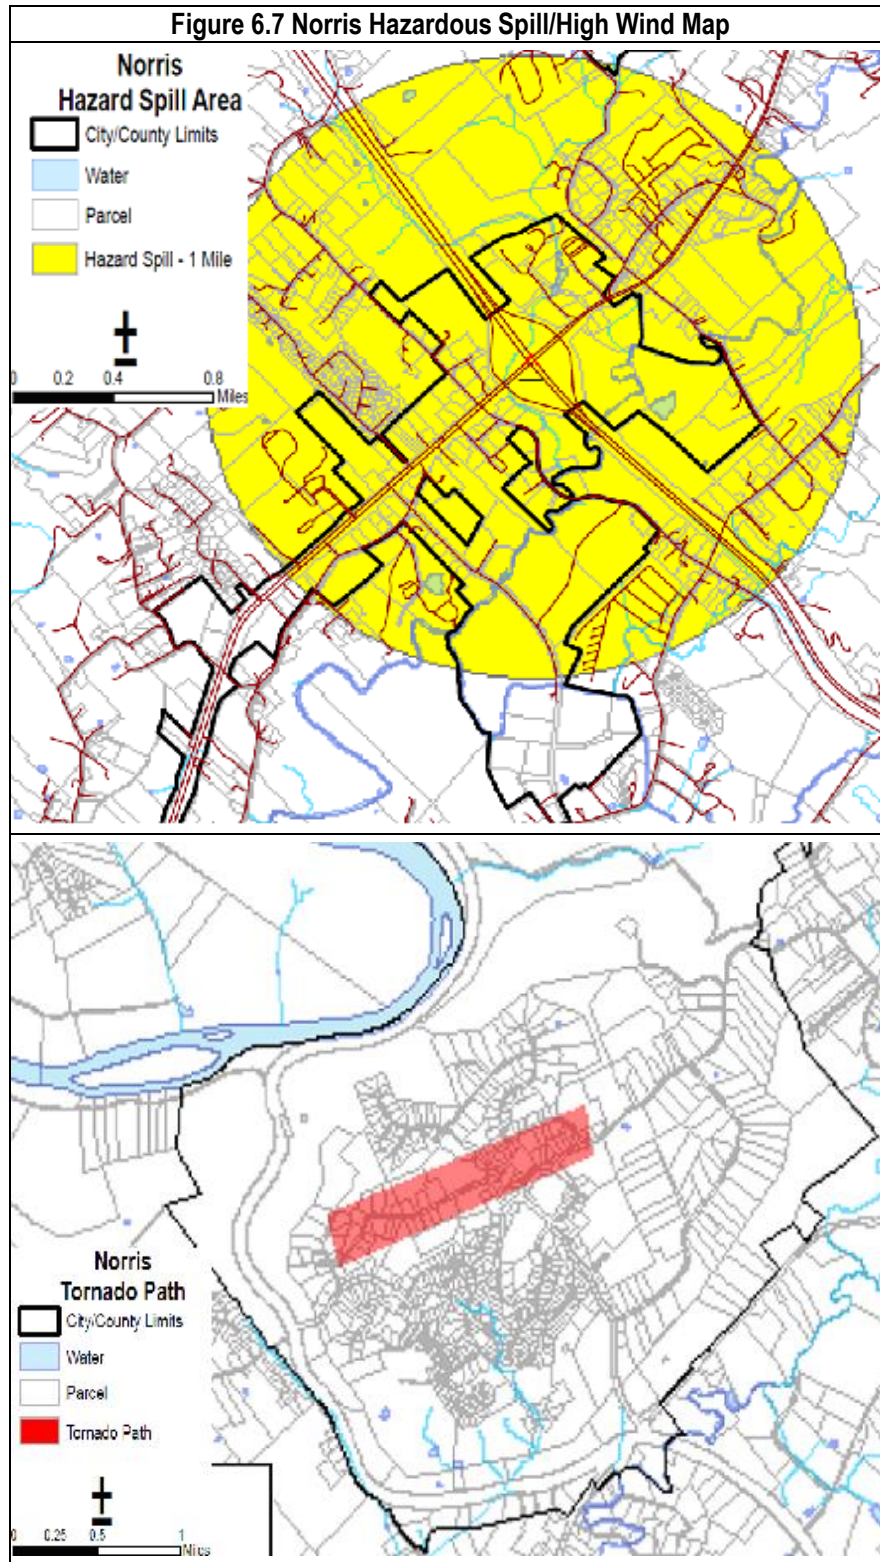 Figure 6.7 Norris Hazardous Spill/High Wind Map
Norris
Hazard Spill Area
City/County Limits
Water
Parcel
Hazard Spill - 1 Mile
0 0.2 0.4 0.8
Miles
Norris
Tornado Path
City/County Limits
Water
Parcel
Tornado Path
0 0.25 0.5 1
Miles